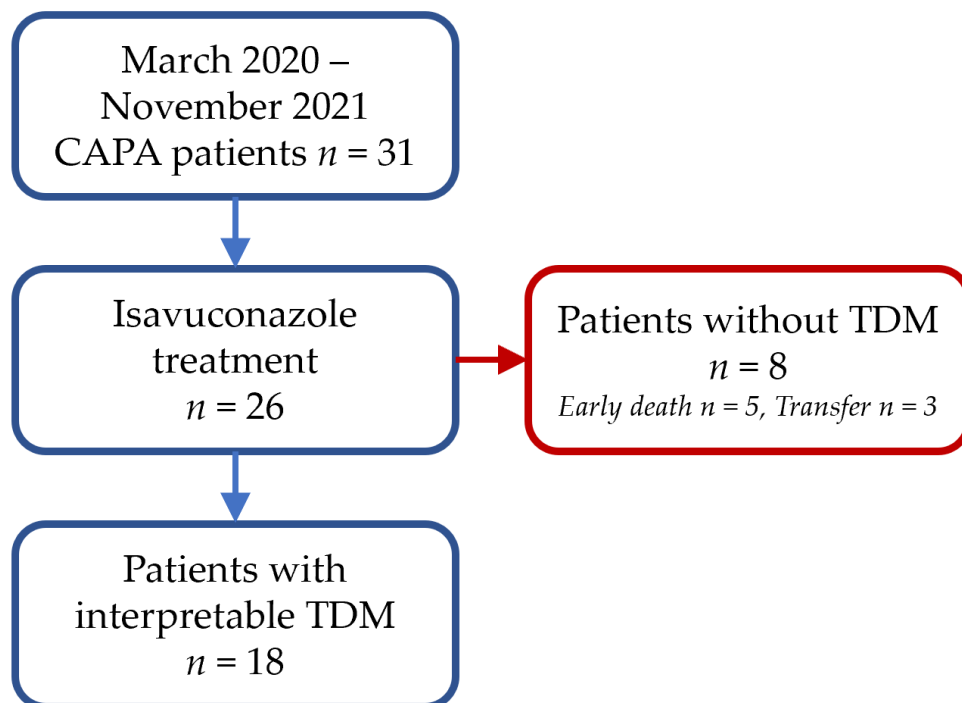 March 2020 –
November 2021
CAPA patients n = 31
Isavuconazole
treatment
n = 26
Patients without TDM
n = 8
Early death n = 5, Transfer n = 3
Patients with
interpretable TDM
n = 18